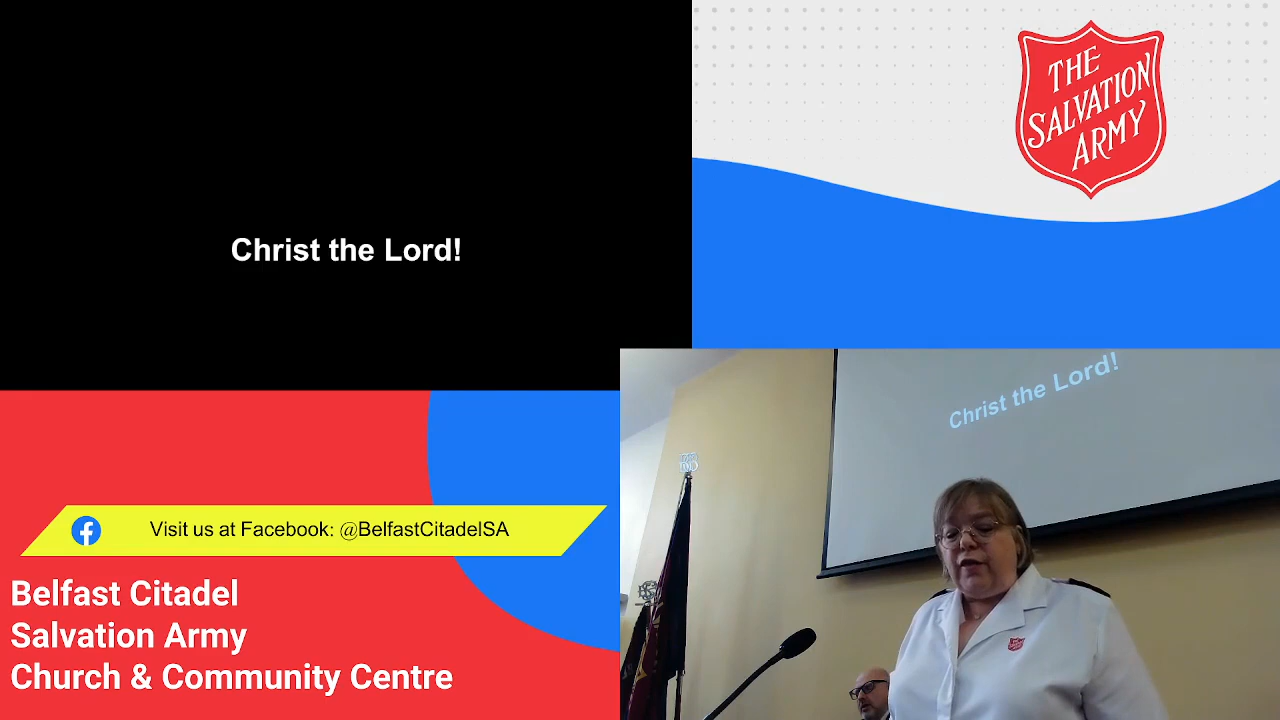 Christ the Lord!
THE
SALVATION
ARMY
Christ the Lord!
Visit us at Facebook: @BelfastCitadelSA
Belfast Citadel
Salvation Army
Church & Community Centre